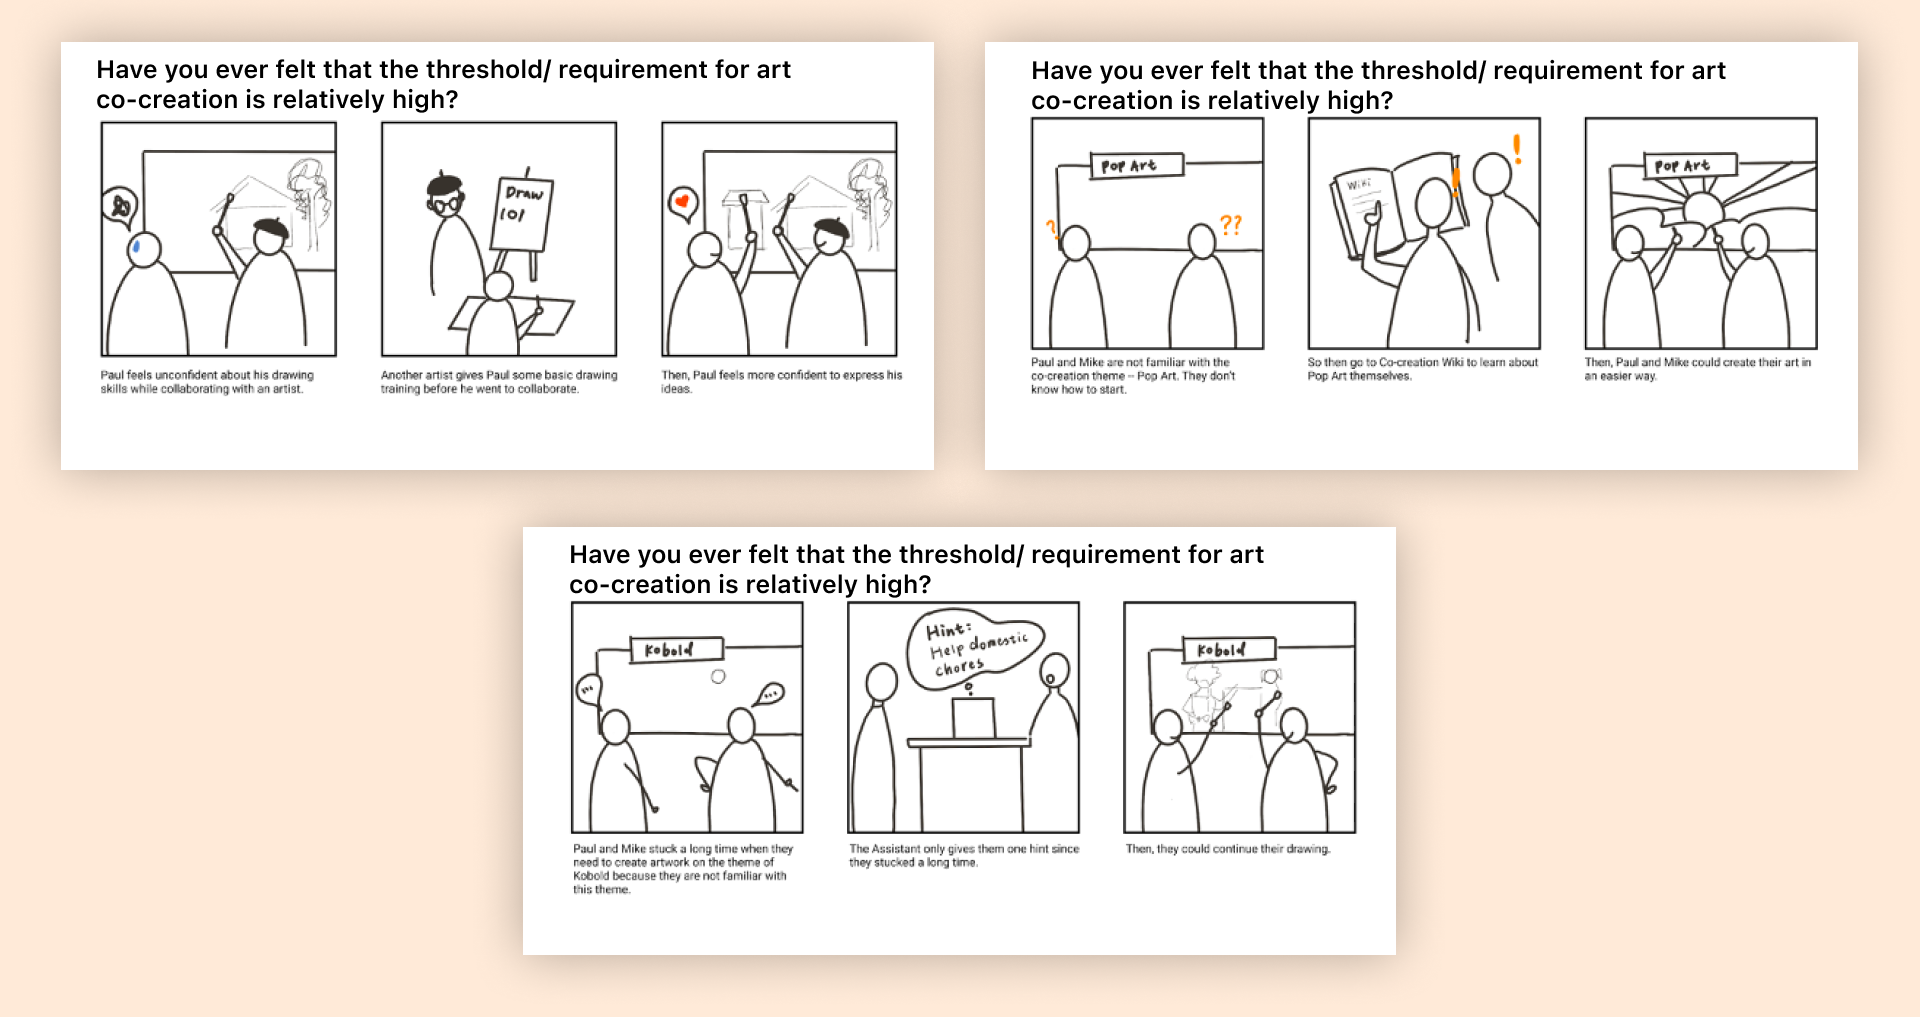 Have you ever felt that the threshold/ requirement for art
co-creation is relatively high?
Draw
101
Paul feels unconfident about his drawing
skills while collaborating with an artist.
Another artist gives Paul some basic drawing
training before he went to collaborate.
Then, Paul feels more confident to express his
ideas.
Have you ever felt that the threshold/ requirement for art
co-creation is relatively high?
Pop Art
?
??
Wiki
!
!
Pop Art
Paul and Mike are not familiar with the
co-creation theme – Pop Art. They don't
know how to start.
So then go to Co-creation Wiki to learn about
Pop Art themselves.
Then, Paul and Mike could create their art in
an easier way.
Have you ever felt that the threshold/ requirement for art
co-creation is relatively high?
Kobold
...
...
Hint:
Help domestic
chores
Kobold
Paul and Mike stuck a long time when they
need to create artwork on the theme of
Kobold because they are not familiar with
this theme.
The Assistant only gives them one hint since
they stucked a long time.
Then, they could continue their drawing.